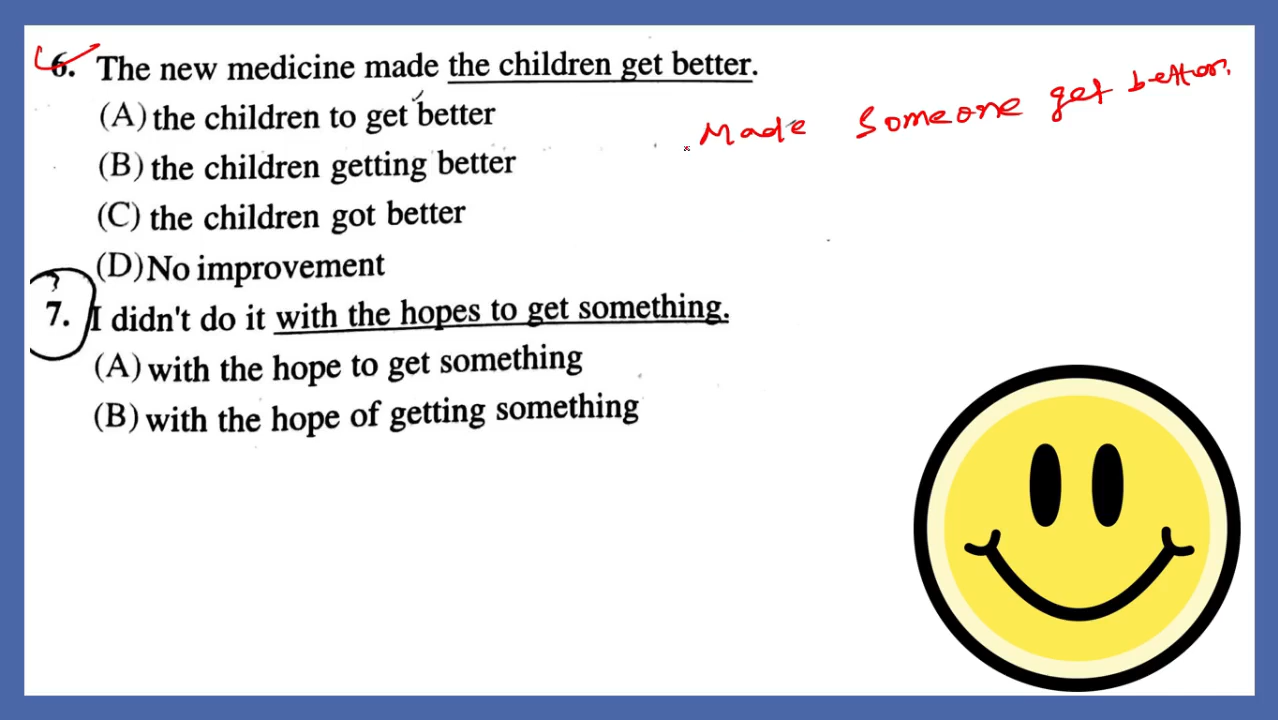 6. The new medicine made the children get better.
(A) the children to get better
Made Someone get better.
(B) the children getting better
(C) the children got better
(D) No improvement
7. I didn't do it with the hopes to get something.
(A) with the hope to get something
(B) with the hope of getting something